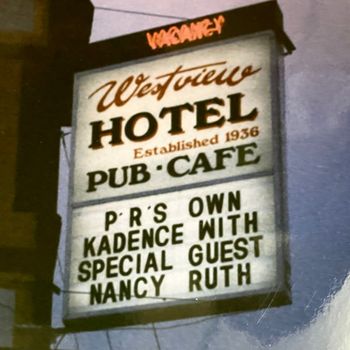 VACANCY
Westview
HOTEL
Established 1936
PUB · CAFE
P'R'S OWN
KADENCE WITH
SPECIAL GUEST
NANCY RUTH